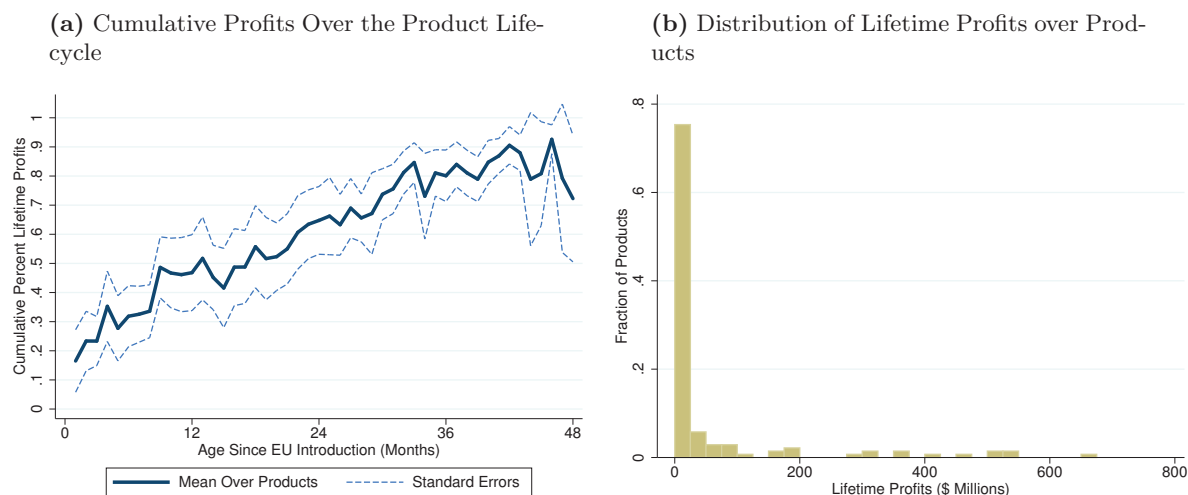 (a) Cumulative Profits Over the Product Life-
cycle
Cumulative Percent Lifetime Profits
1
.9
.8
.7
.6
.5
.4
.3
.2
.1
0
0 12 24 36 48
Age Since EU Introduction (Months)
Mean Over Products Standard Errors
(b) Distribution of Lifetime Profits over Prod-
ucts
Fraction of Products
.8
.6
.4
.2
0
0 200 400 600 800
Lifetime Profits ($ Millions)